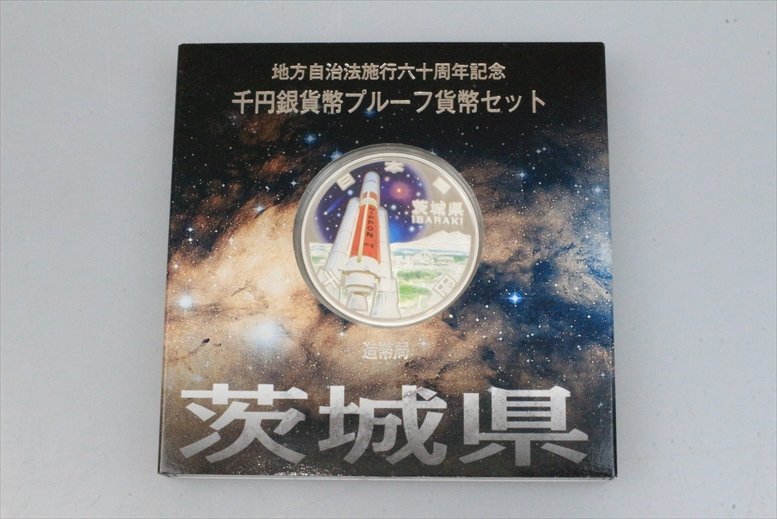 地方自治法施行六十周年記念
千円銀貨幣プルーフ貨幣セット
日本国
茨城県
IBARAKI
千円
造幣局
茨城県